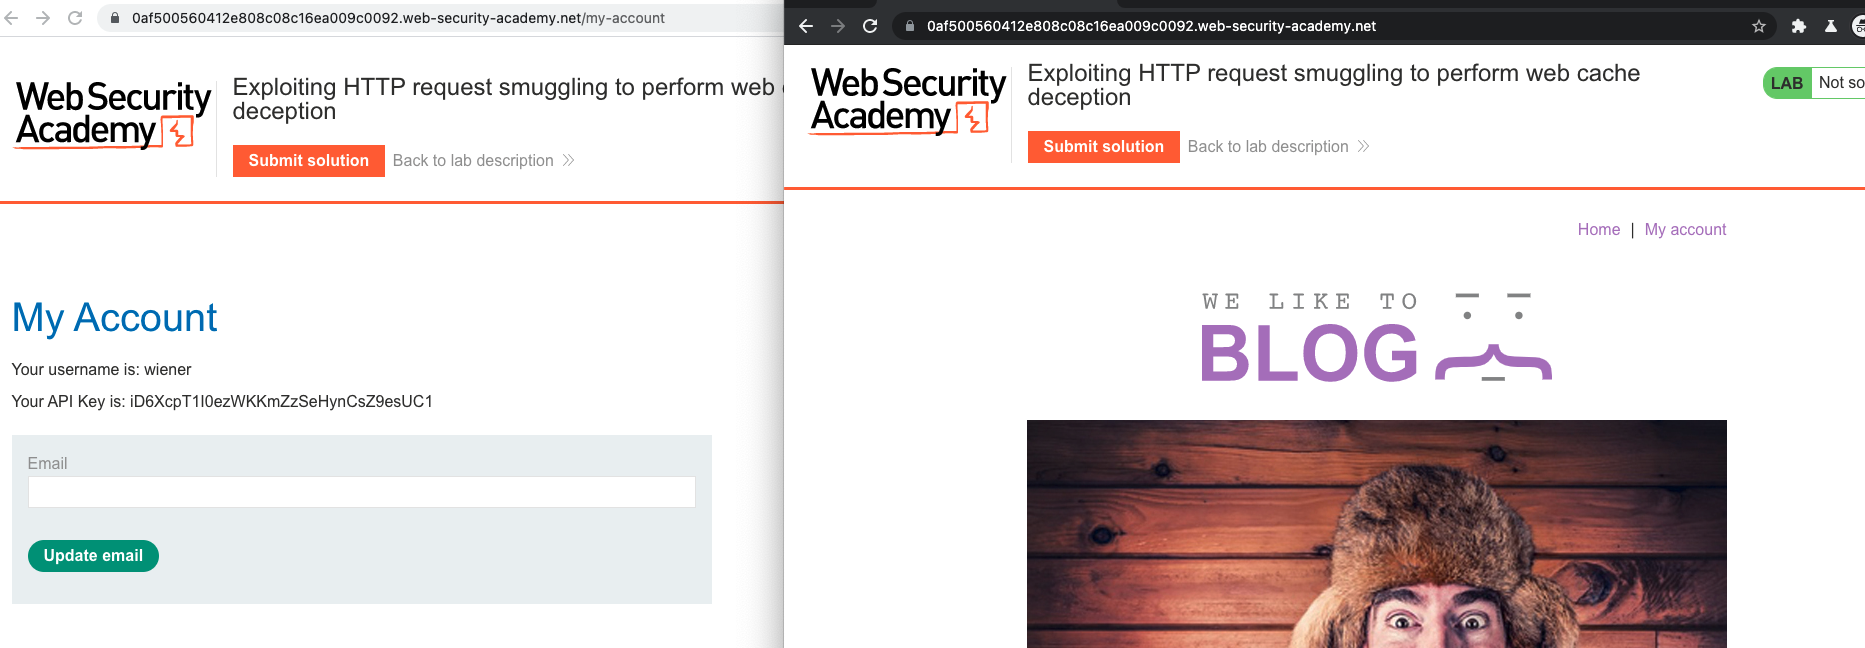 0af500560412e808c08c16ea009c0092.web-security-academy.net/my-account
Web Security
Academy
Exploiting HTTP request smuggling to perform web
deception
Submit solution
Back to lab description
My Account
Your username is: wiener
Your API Key is: iD6XcpT1I0ezWKKmZzSeHynCsZ9esUC1
Email
Update email
0af500560412e808c08c16ea009c0092.web-security-academy.net
Web Security
Academy
Exploiting HTTP request smuggling to perform web cache
deception
LAB
Not so
Submit solution
Back to lab description
Home | My account
WE LIKE TO
BLOG